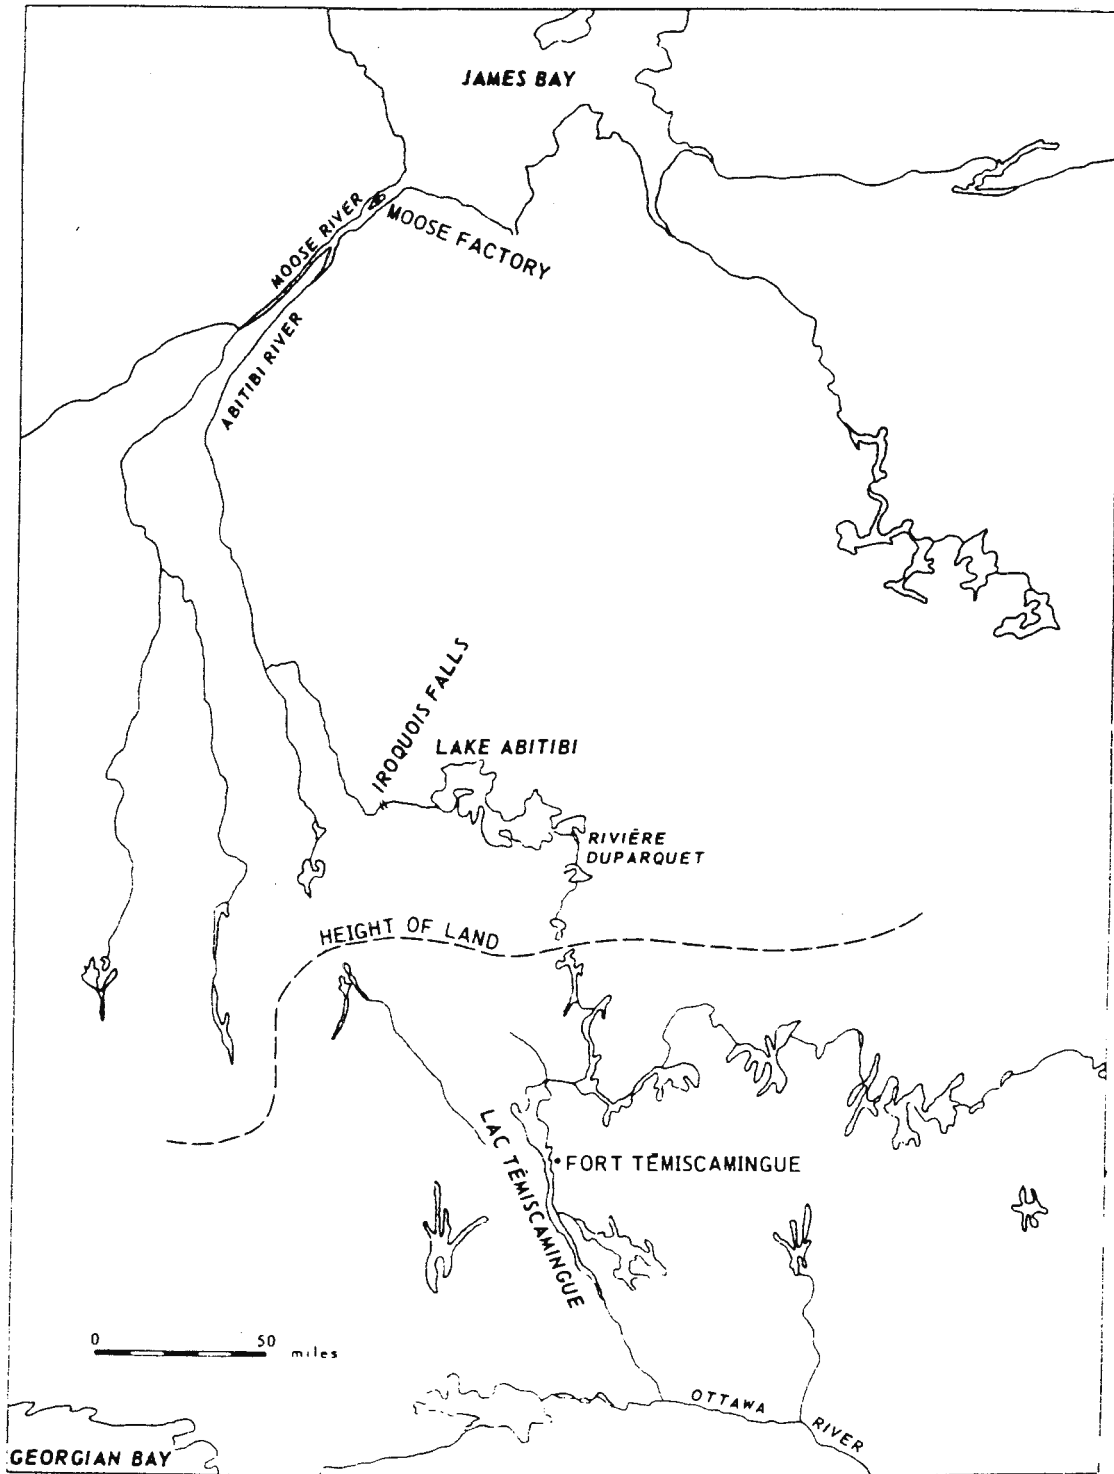 JAMES BAY
MOOSE RIVER
MOOSE FACTORY
ABITIBI RIVER
IROQUOIS FALLS
LAKE ABITIBI
RIVIÈRE
DUPARQUET
HEIGHT OF LAND
LAC TÉMISCAMINGUE
FORT TÉMISCAMINGUE
0 50 miles
OTTAWA RIVER
GEORGIAN BAY